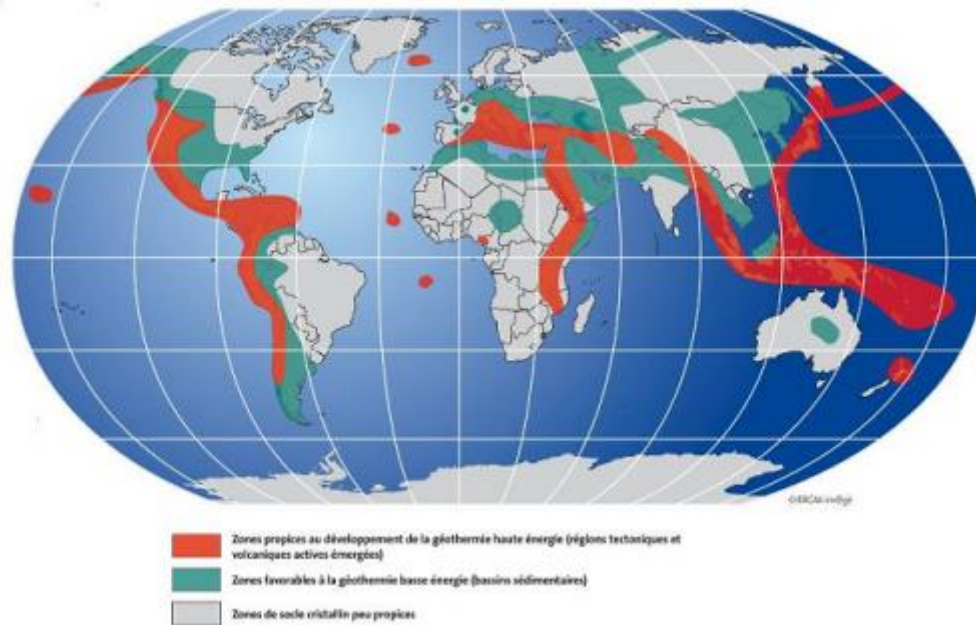 Zones propices au développement de la géothermie haute énergie (régions tectoniques et
volcaniques actives émergées)
Zones favorables à la géothermie basse énergie (bassins sédimentaires)
Zones de socle cristallin peu propices